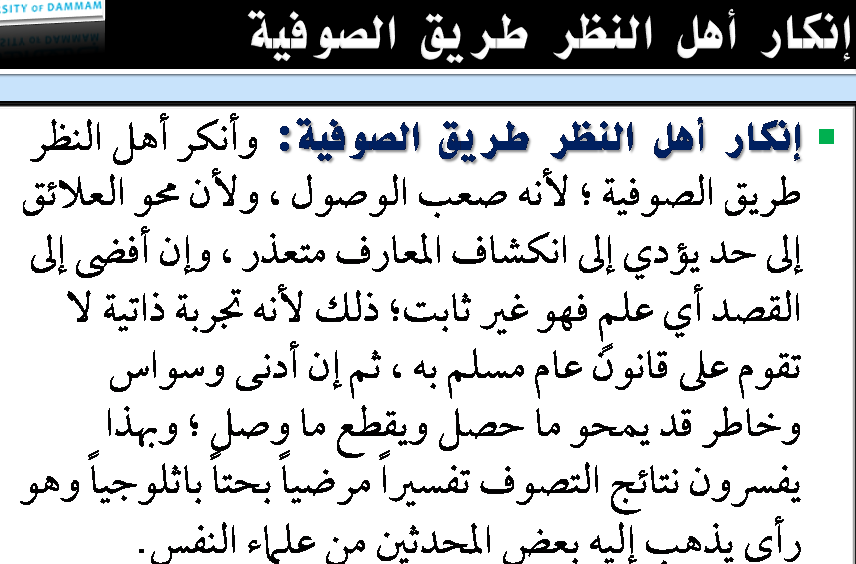 SITY OF DAMMAM
إنكار أهل النظر طريق الصوفية
إنكار أهل النظر طريق الصوفية: وأنكر أهل النظر
طريق الصوفية ؛ لأنه صعب الوصول ، ولأن محو العلائق
إلى حد يؤدي إلى انكشاف المعارف متعذر ، وإن أفضى إلى
القصد أي علمٍ فهو غير ثابت؛ ذلك لأنه تجربة ذاتية لا
تقوم على قانونً عام مسلم به ، ثم إن أدنى وسواس
وخاطر قد يمحو ما حصل ويقطع ما وصل ؛ وبهذا
يفسرون نتائج التصوف تفسيراً مرضياً بحتاً باثلوجياً وهو
رأي يذهب إليه بعض المحدثين من علماء النفس.